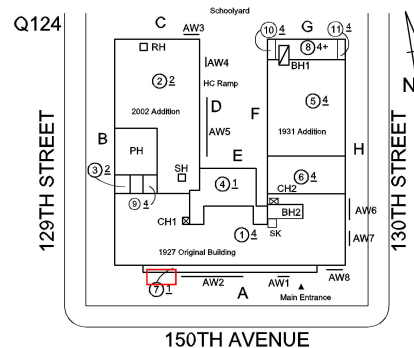 Schoolyard
Q124
C
AW3
G
10 4
11 4
RH
8 4+
AW4
BH1
2 2
HC Ramp
2002 Addition
D
F
5 4
N
B
AW5
1931 Addition
PH
E
H
3 2
SH
4 1
6 4
9 4
CH2
CH1
BH2
AW6
1 4
SK
AW7
1927 Original Building
7 1
AW2
A
AW1
AW8
Main Entrance
129TH STREET
130TH STREET
150TH AVENUE